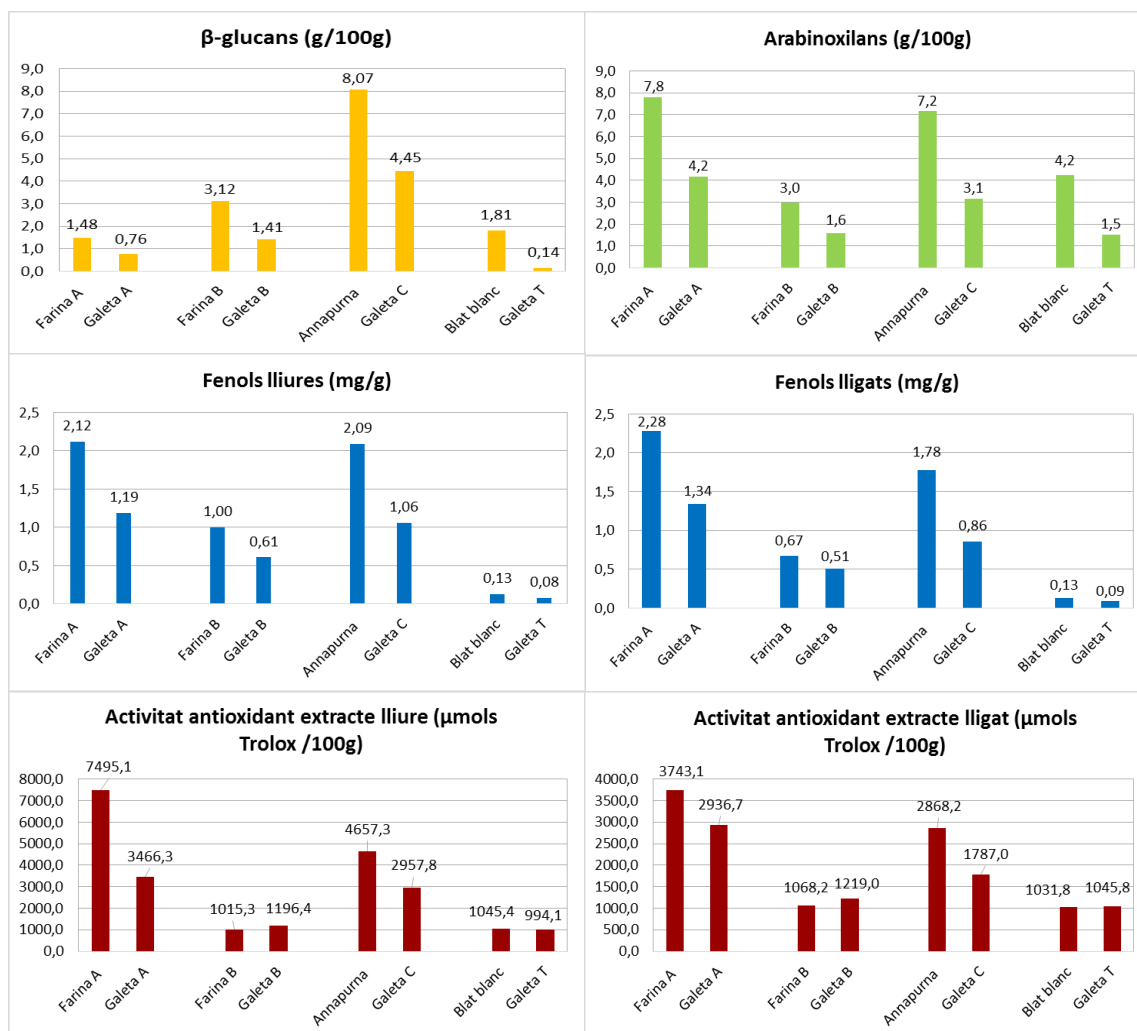 β-glucans (g/100g)
9,0
8,0
7,0
6,0
5,0
4,0
3,0
2,0
1,0
0,0
1,48
0,76
3,12
1,41
8,07
4,45
1,81
0,14
Farina A
Galeta A
Farina B
Galeta B
Annapurna
Galeta C
Blat blanc
Galeta T
Arabinoxilans (g/100g)
9,0
8,0
7,0
6,0
5,0
4,0
3,0
2,0
1,0
0,0
7,8
4,2
3,0
1,6
7,2
3,1
4,2
1,5
Farina A
Galeta A
Farina B
Galeta B
Annapurna
Galeta C
Blat blanc
Galeta T
Fenols lliures (mg/g)
2,5
2,0
1,5
1,0
0,5
0,0
2,12
1,19
1,00
0,61
2,09
1,06
0,13
0,08
Farina A
Galeta A
Farina B
Galeta B
Annapurna
Galeta C
Blat blanc
Galeta T
Fenols lligats (mg/g)
2,5
2,0
1,5
1,0
0,5
0,0
2,28
1,34
0,67
0,51
1,78
0,86
0,13
0,09
Farina A
Galeta A
Farina B
Galeta B
Annapurna
Galeta C
Blat blanc
Galeta T
Activitat antioxidant extracte lliure (µmols
Trolox /100g)
8000,0
7000,0
6000,0
5000,0
4000,0
3000,0
2000,0
1000,0
0,0
7495,1
3466,3
1015,3
1196,4
4657,3
2957,8
1045,4
994,1
Farina A
Galeta A
Farina B
Galeta B
Annapurna
Galeta C
Blat blanc
Galeta T
Activitat antioxidant extracte lligat (µmols
Trolox /100g)
4000,0
3500,0
3000,0
2500,0
2000,0
1500,0
1000,0
500,0
0,0
3743,1
2936,7
1068,2
1219,0
2868,2
1787,0
1031,8
1045,8
Farina A
Galeta A
Farina B
Galeta B
Annapurna
Galeta C
Blat blanc
Galeta T